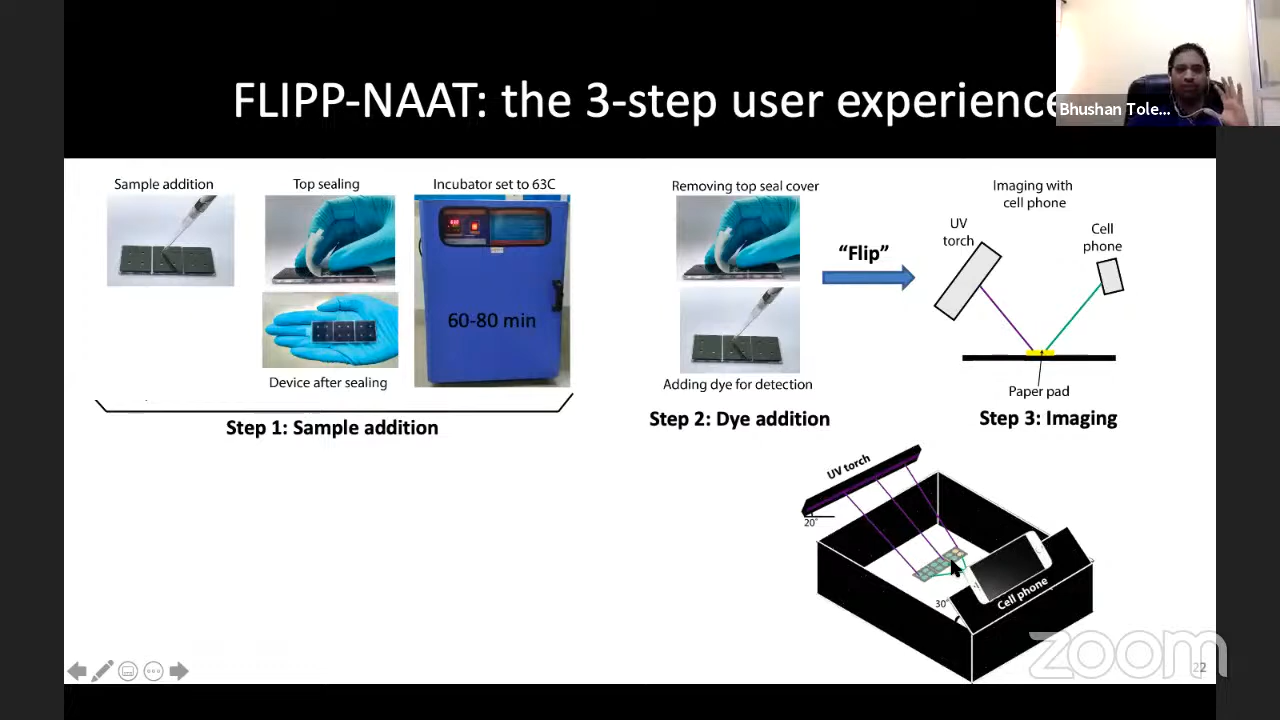 FLIPP-NAAT: the 3-step user experience
Bhushan Tole...
Sample addition
Top sealing
Incubator set to 63C
60-80 min
Device after sealing
Step 1: Sample addition
Removing top seal cover
Adding dye for detection
Step 2: Dye addition
“Flip”
Imaging with
cell phone
UV
torch
Cell
phone
Paper pad
Step 3: Imaging
UV torch
20°
30°
Cell phone
zoom
22